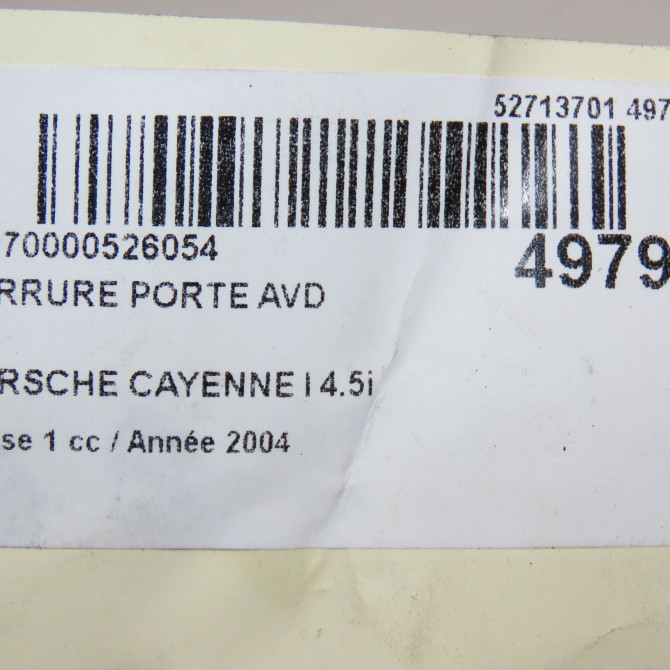 52713701 497
70000526054
4979
RRURE PORTE AVD
RSCHE CAYENNE I 4.5i
se 1 cc / Année 2004